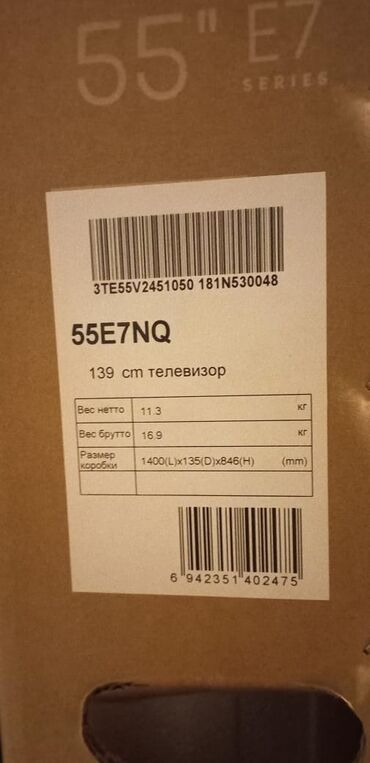 55" E7
SERIES
3TE55V2451050 181N530048
55E7NQ
139 cm телевизор
Вес нетто 11.3 кг
Вес брутто 16.9 кг
Размер
коробки 1400(L)x135(D)x846(H) (mm)
6 942351 402475